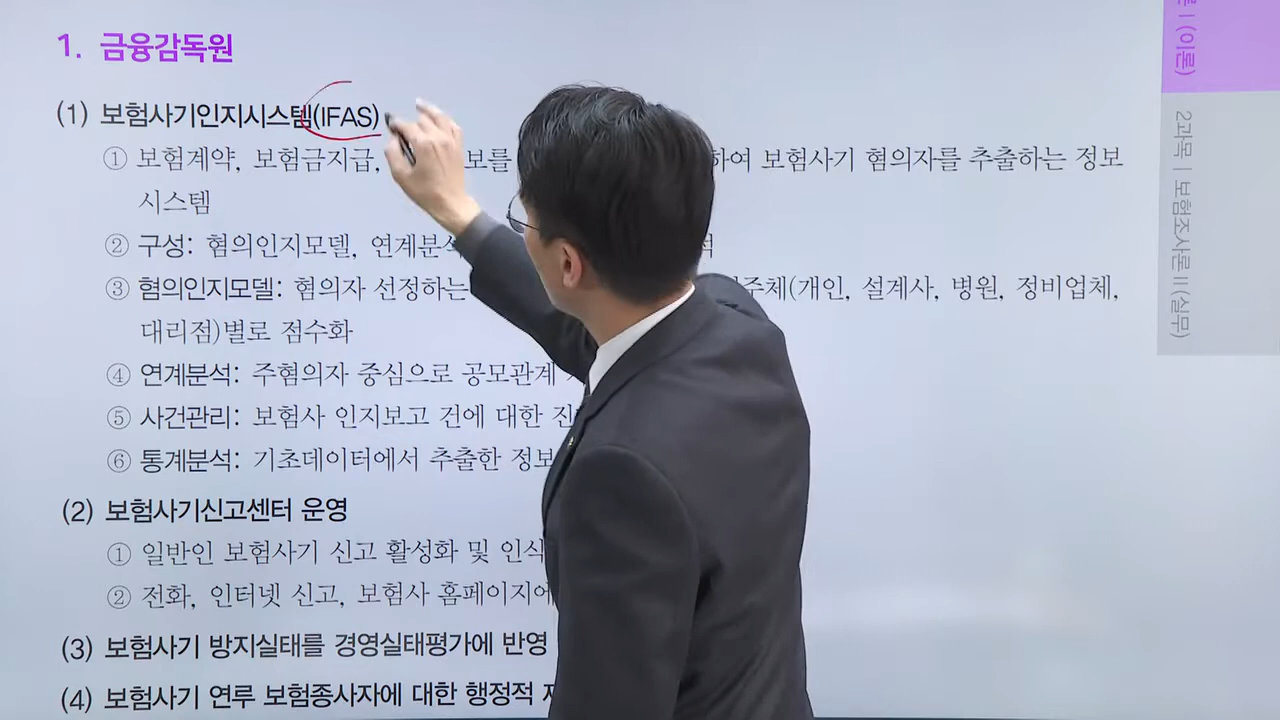 1. 금융감독원
(1) 보험사기인지시스템(IFAS)
① 보험계약, 보험금지급, 보를 하여 보험사기 혐의자를 추출하는 정보
시스템
② 구성: 혐의인지모델, 연계분석
③ 혐의인지모델: 혐의자 선정하는 주체(개인, 설계사, 병원, 정비업체,
대리점)별로 점수화
④ 연계분석: 주혐의자 중심으로 공모관계
⑤ 사건관리: 보험사 인지보고 건에 대한
⑥ 통계분석: 기초데이터에서 추출한 정보
(2) 보험사기신고센터 운영
① 일반인 보험사기 신고 활성화 및 인식
② 전화, 인터넷 신고, 보험사 홈페이지에
(3) 보험사기 방지실태를 경영실태평가에 반영
(4) 보험사기 연루 보험종사자에 대한 행정적
론 I (이론)
2과목 | 보험조사론 II (실무)